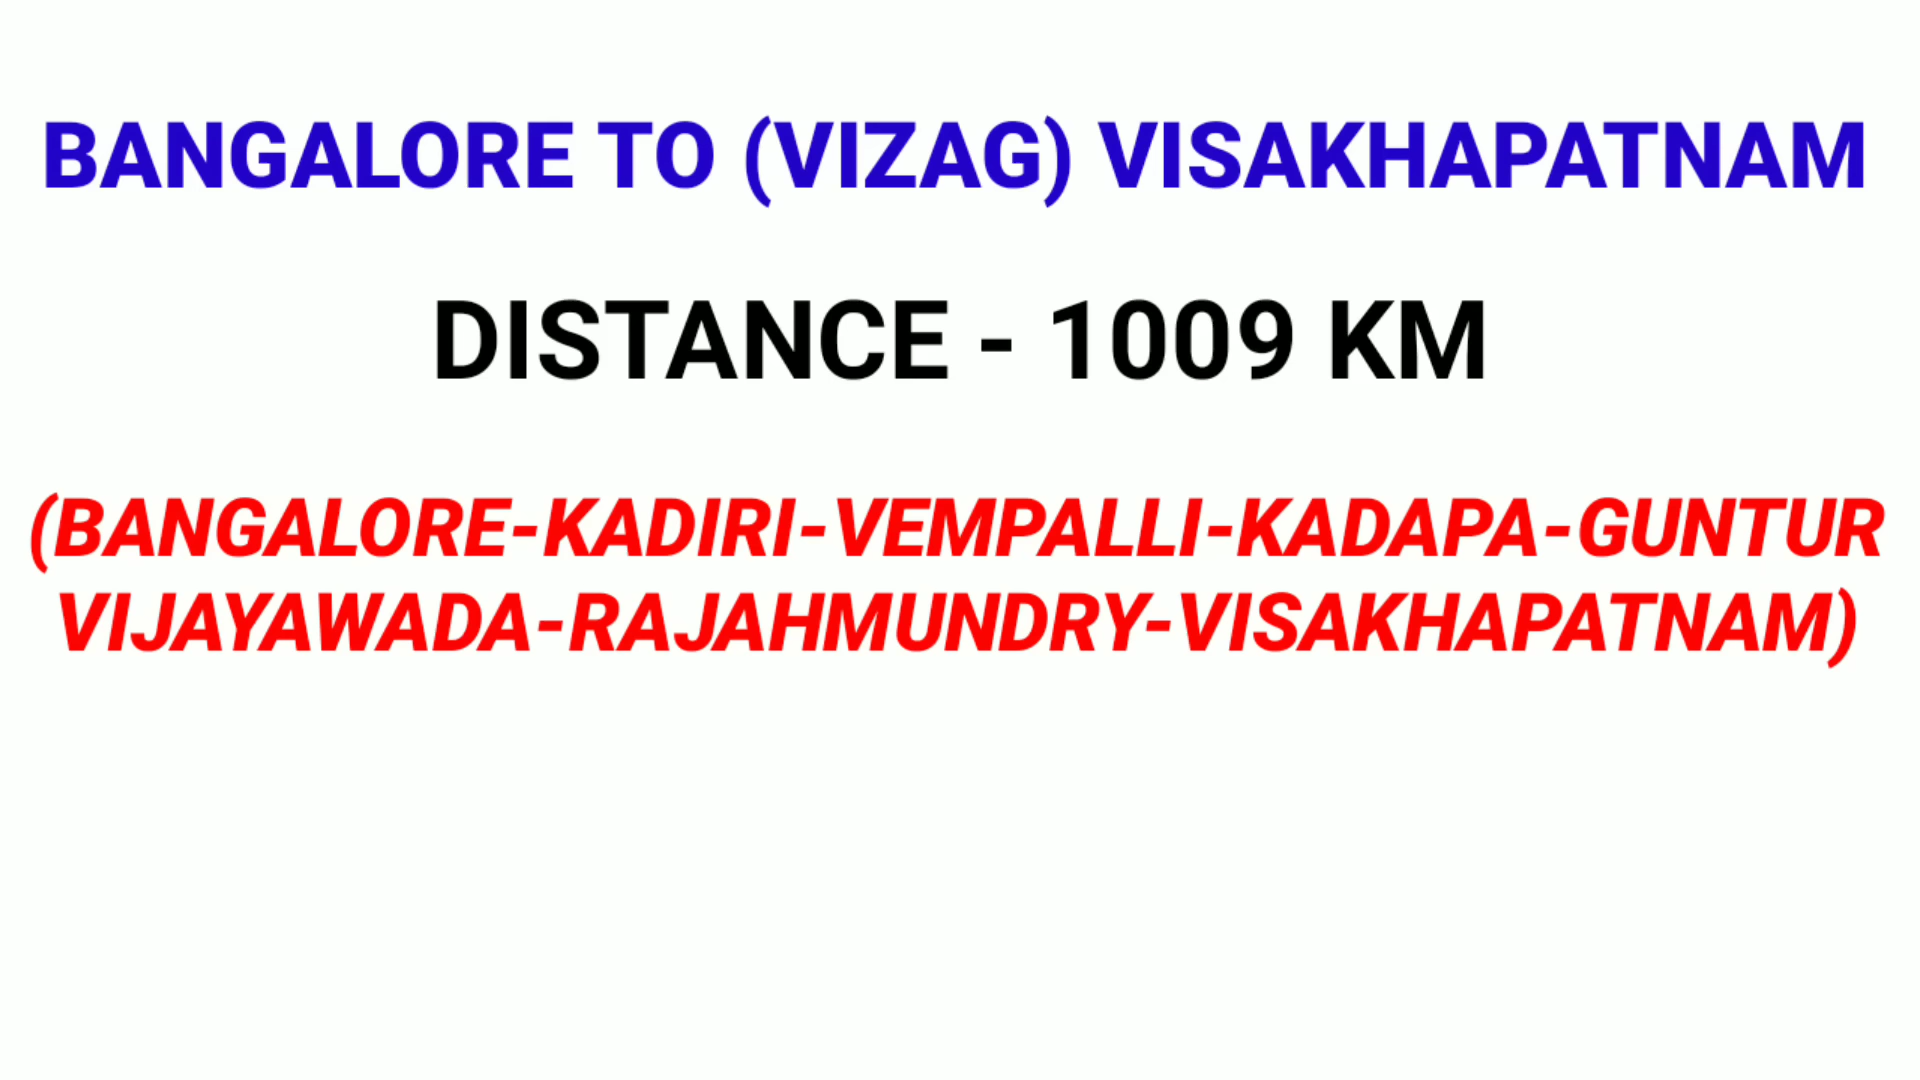 BANGALORE TO (VIZAG) VISAKHAPATNAM
DISTANCE - 1009 KM
(BANGALORE-KADIRI-VEMPALLI-KADAPA-GUNTUR
VIJAYAWADA-RAJAHMUNDRY-VISAKHAPATNAM)